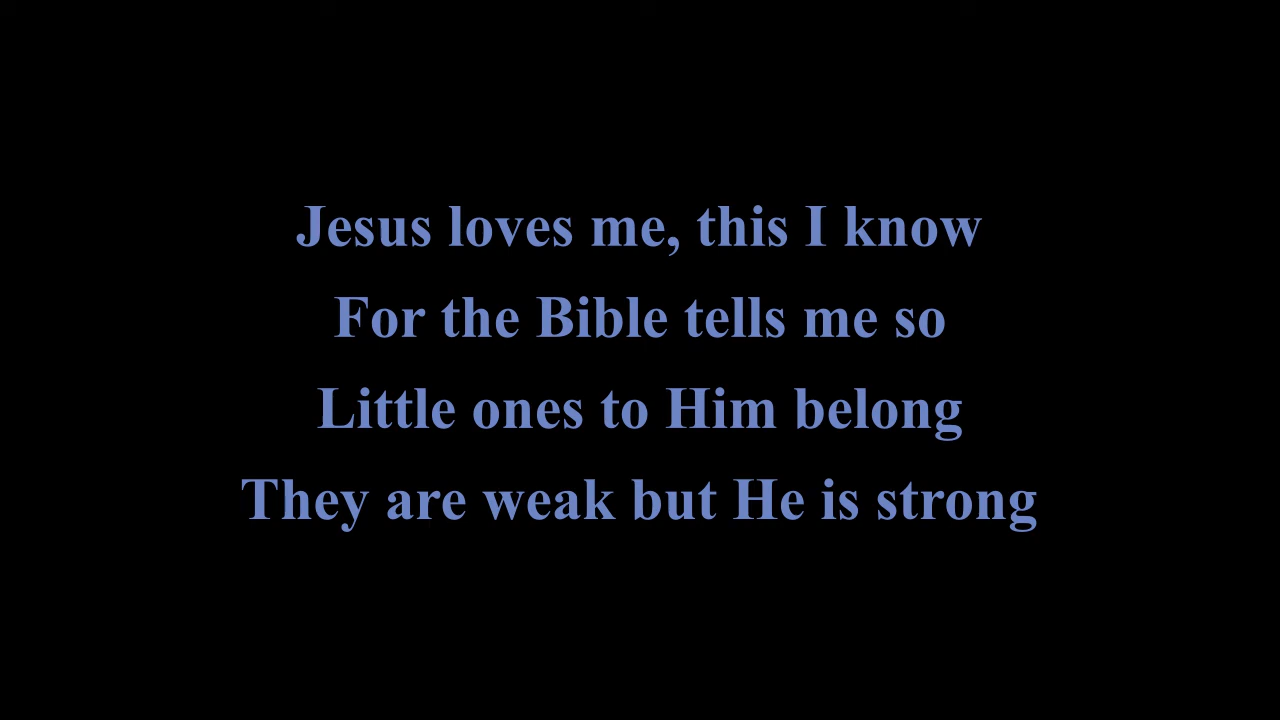 Jesus loves me, this I know
For the Bible tells me so
Little ones to Him belong
They are weak but He is strong